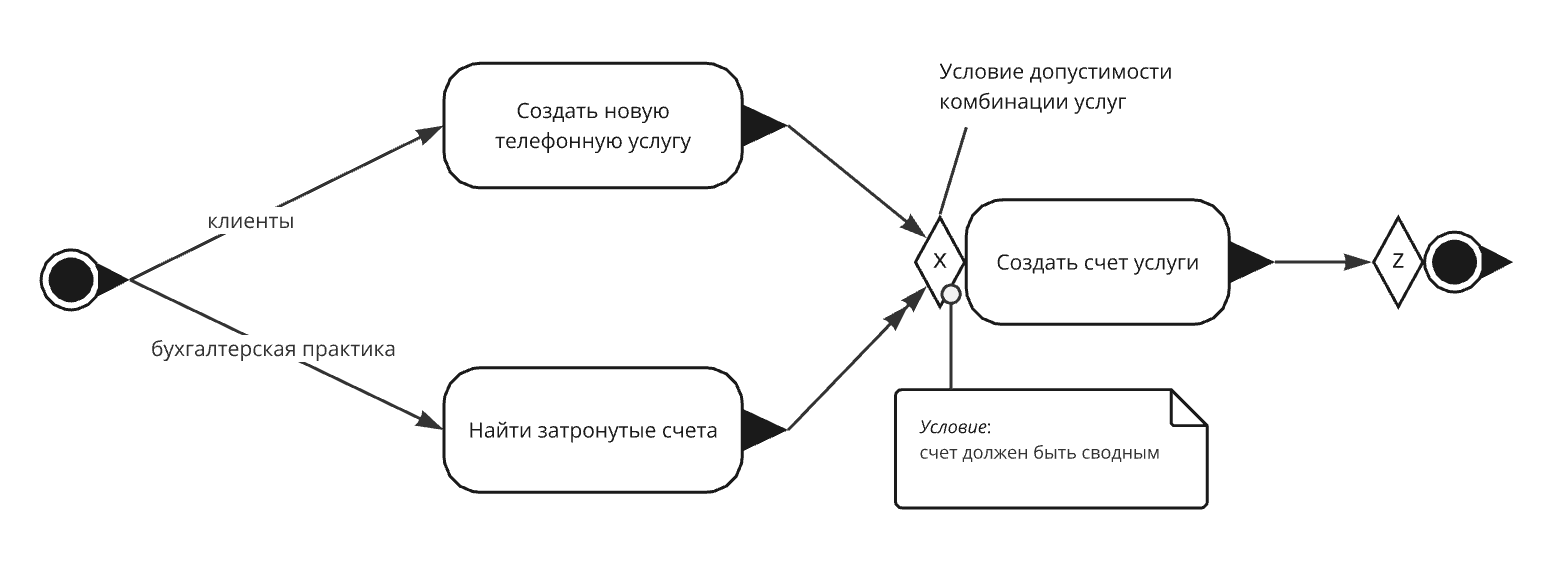 Условие допустимости
комбинации услуг
Создать новую
телефонную услугу
клиенты
X
Создать счет услуги
Z
бухгалтерская практика
Найти затронутые счета
Условие:
счет должен быть сводным